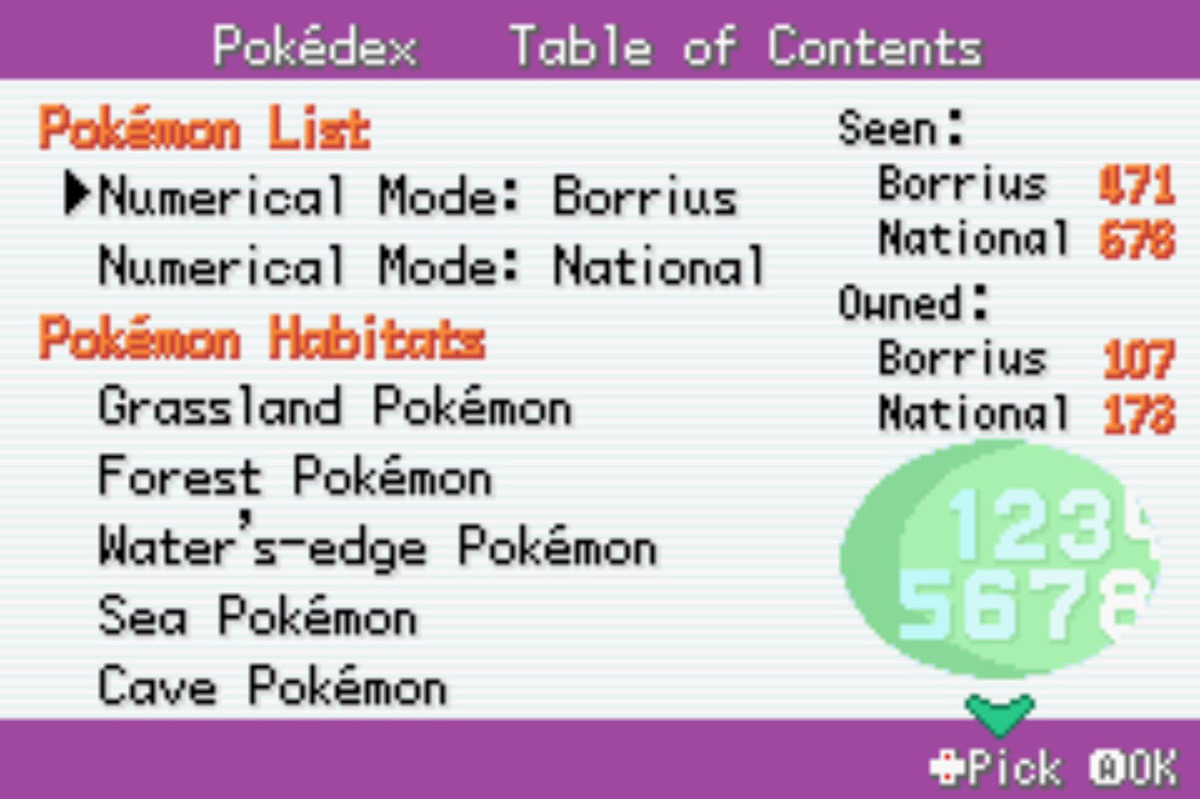 Pokédex Table of Contents
Pokémon List
▶Numerical Mode: Borrius
Numerical Mode: National
Pokémon Habitats
Grassland Pokémon
Forest Pokémon
Water's-edge Pokémon
Sea Pokémon
Cave Pokémon
Seen:
Borrius 471
National 678
Owned:
Borrius 107
National 178
1234
5678
Pick AOK